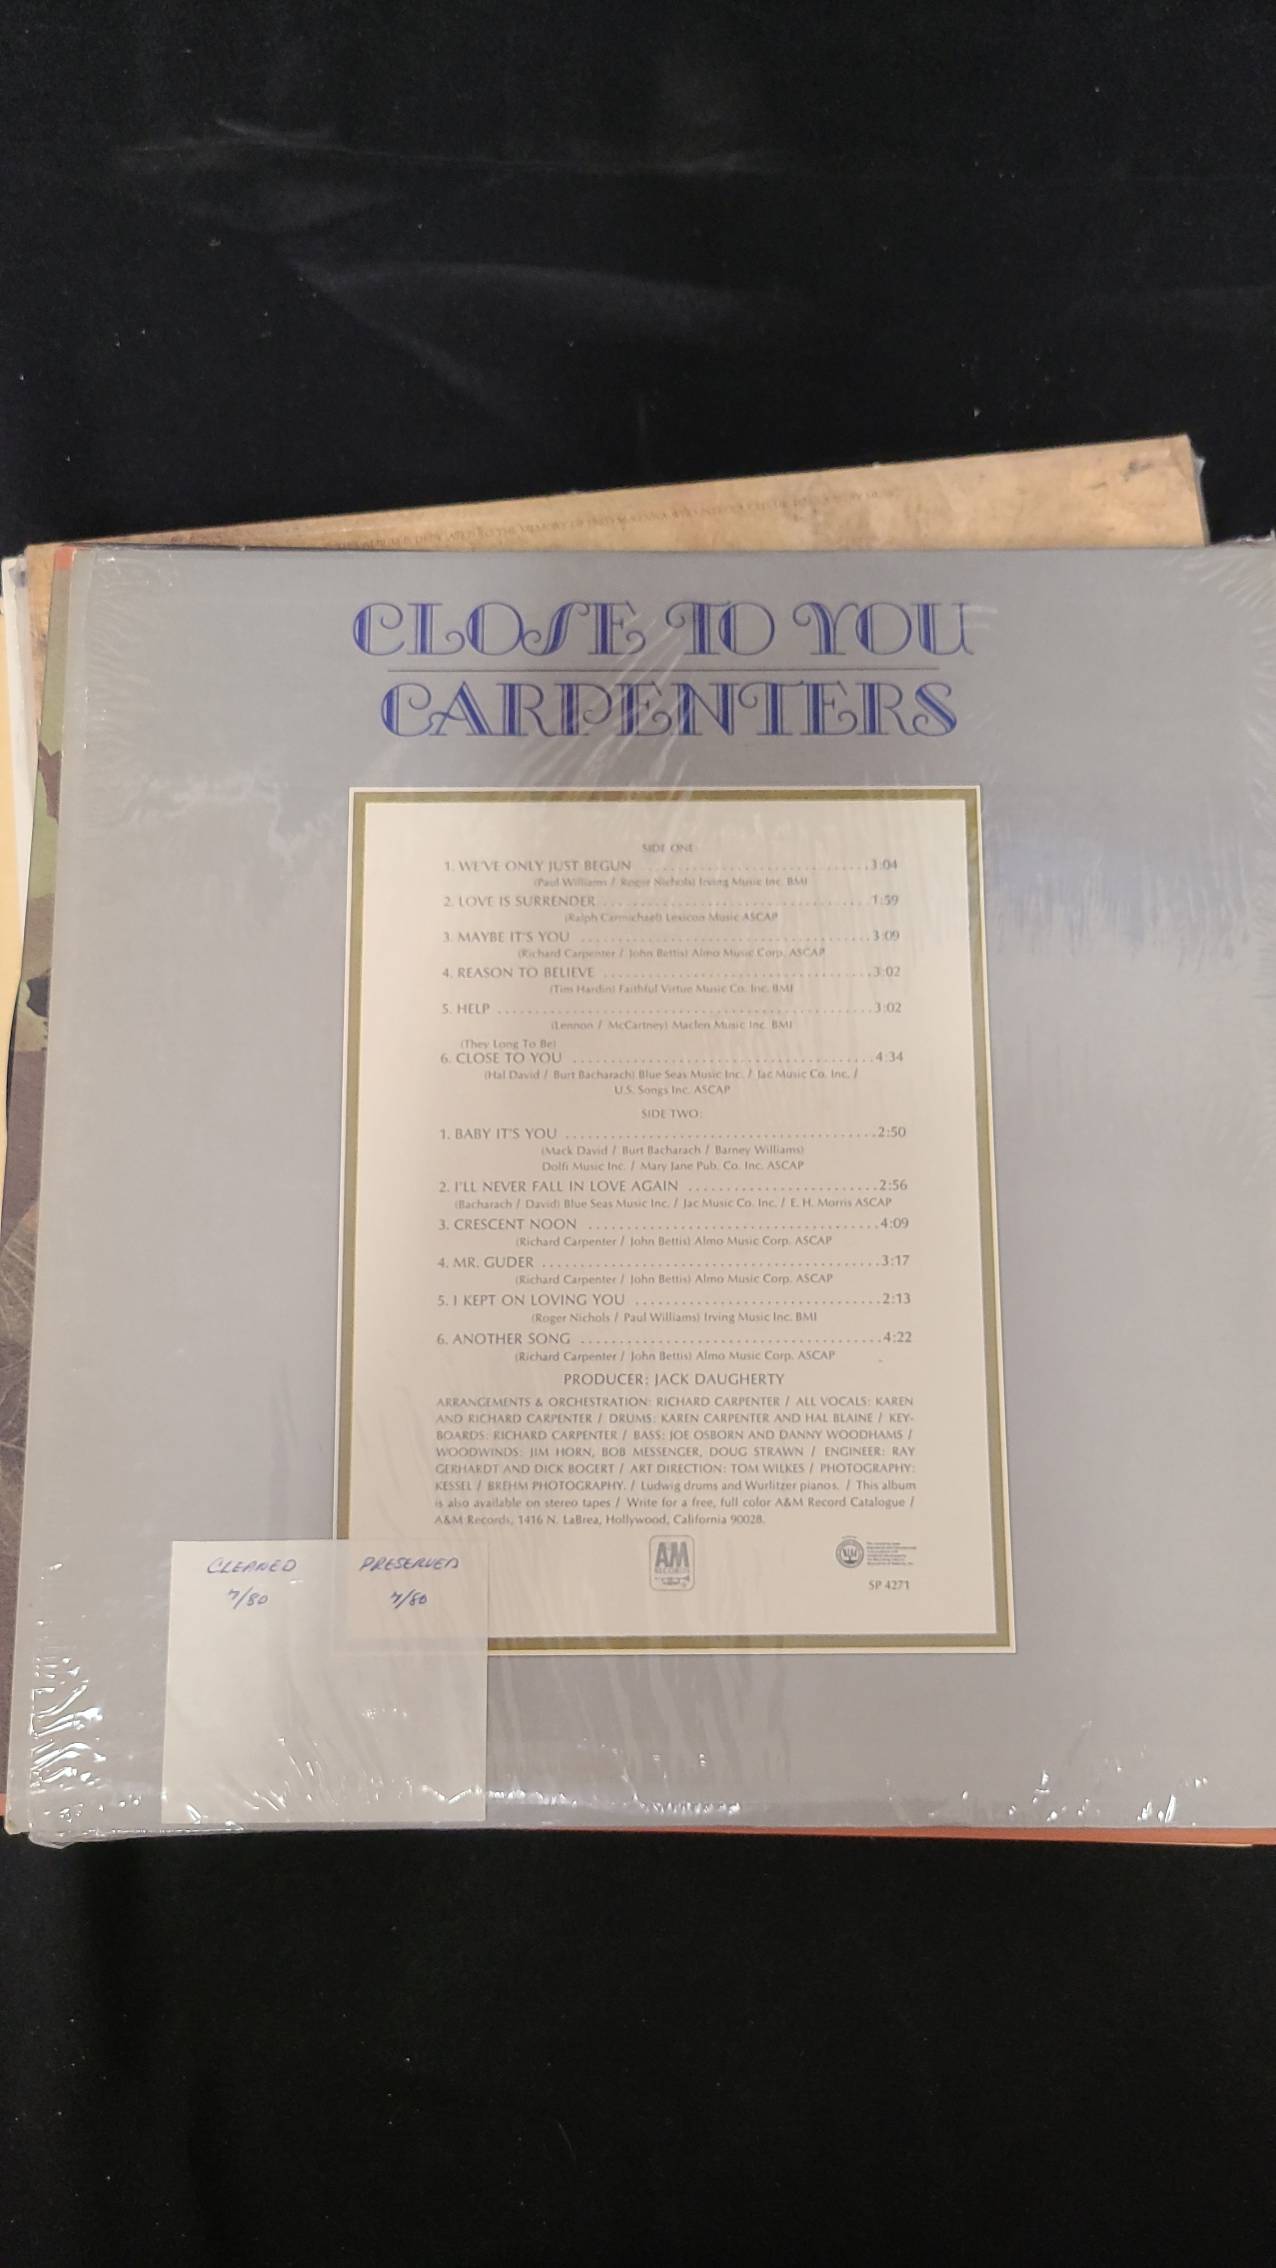 CLOSE TO YOU
CARPENTERS
SIDE ONE:
1. WE'VE ONLY JUST BEGUN ..............................3:04
(Paul Williams / Roger Nichols) Irving Music Inc. BMI
2. LOVE IS SURRENDER ..............................1:59
(Ralph Carmichael) Lexicon Music ASCAP
3. MAYBE IT'S YOU ..............................3:09
(Richard Carpenter / John Bettis) Almo Music Corp. ASCAP
4. REASON TO BELIEVE ..............................3:02
(Tim Hardin) Faithful Virtue Music Co. Inc. BMI
5. HELP ..............................3:02
(Lennon / McCartney) Maclen Music Inc. BMI
(They Long To Be)
6. CLOSE TO YOU ..............................4:34
(Hal David / Burt Bacharach) Blue Seas Music Inc. / Jac Music Co. Inc. /
U.S. Songs Inc. ASCAP
SIDE TWO:
1. BABY IT'S YOU ..............................2:50
(Mack David / Burt Bacharach / Barney Williams)
Dolfi Music Inc. / Mary Jane Pub. Co. Inc. ASCAP
2. I'LL NEVER FALL IN LOVE AGAIN ..............................2:56
(Bacharach / David) Blue Seas Music Inc. / Jac Music Co. Inc. / E. H. Morris ASCAP
3. CRESCENT NOON ..............................4:09
(Richard Carpenter / John Bettis) Almo Music Corp. ASCAP
4. MR. GUDER ..............................3:17
(Richard Carpenter / John Bettis) Almo Music Corp. ASCAP
5. I KEPT ON LOVING YOU ..............................2:13
(Roger Nichols / Paul Williams) Irving Music Inc. BMI
6. ANOTHER SONG ..............................4:22
(Richard Carpenter / John Bettis) Almo Music Corp. ASCAP
PRODUCER: JACK DAUGHERTY
ARRANGEMENTS & ORCHESTRATION: RICHARD CARPENTER / ALL VOCALS: KAREN
AND RICHARD CARPENTER / DRUMS: KAREN CARPENTER AND HAL BLAINE / KEY-
BOARDS: RICHARD CARPENTER / BASS: JOE OSBORN AND DANNY WOODHAMS /
WOODWINDS: JIM HORN, BOB MESSENGER, DOUG STRAWN / ENGINEER: RAY
GERHARDT AND DICK BOGERT / ART DIRECTION: TOM WILKES / PHOTOGRAPHY:
KESSEL / BREHM PHOTOGRAPHY. / Ludwig drums and Wurlitzer pianos. / This album
is also available on stereo tapes / Write for a free, full color A&M Record Catalogue /
A&M Records, 1416 N. LaBrea, Hollywood, California 90028.
AM
RECORDS
SP 4271
CLEANED PRESERVED
7/80 7/80